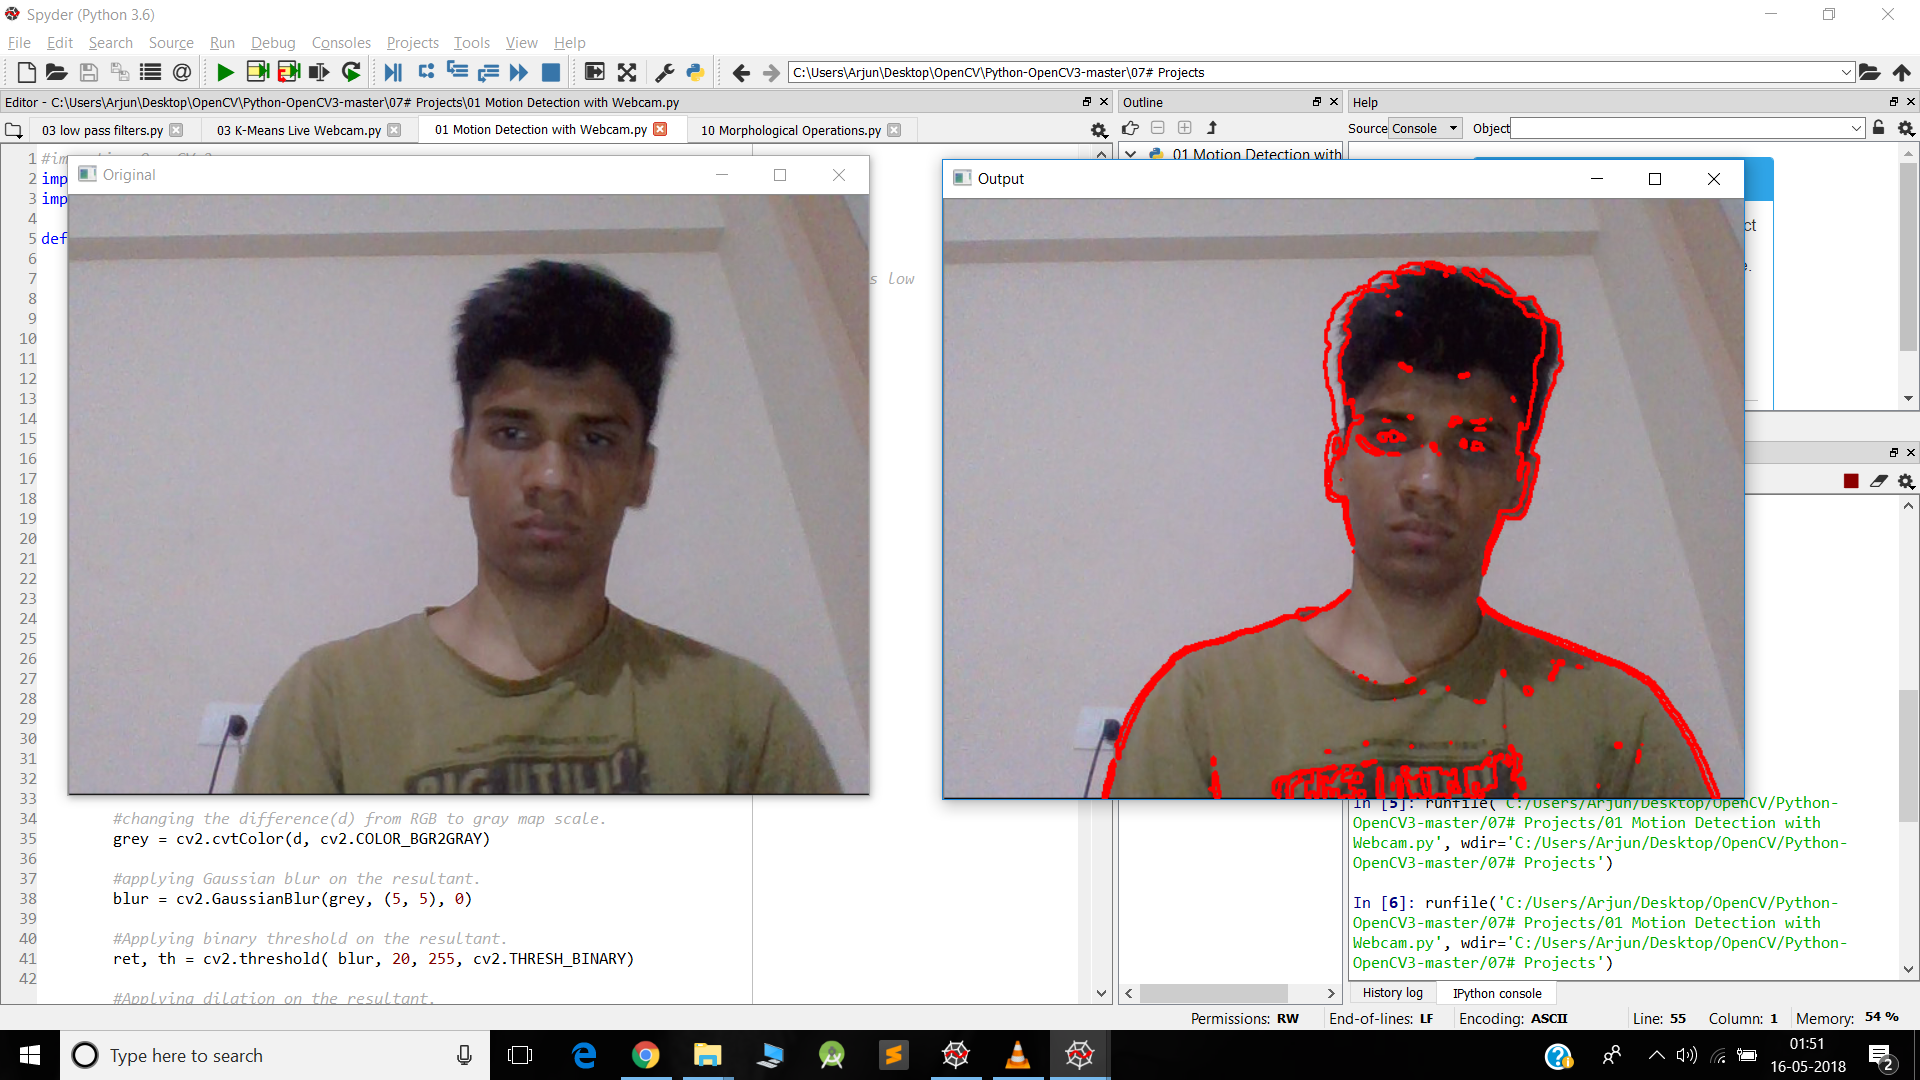 Spyder (Python 3.6)
File Edit Search Source Run Debug Consoles Projects Tools View Help
C:\Users\Arjun\Desktop\OpenCV\Python-OpenCV3-master\07# Projects
Editor - C:\Users\Arjun\Desktop\OpenCV\Python-OpenCV3-master\07# Projects\01 Motion Detection with Webcam.py
Outline
Help
03 low pass filters.py
03 K-Means Live Webcam.py
01 Motion Detection with Webcam.py
10 Morphological Operations.py
Source Console Object
01 Motion Detection with
1
2 imp
3 imp
4
5 def
6
7 s low
8
9
10
11
12
13
14
15
16
17
18
19
20
21
22
23
24
25
26
27
28
29
30
31
32
33
34 #changing the difference(d) from RGB to gray map scale.
35 grey = cv2.cvtColor(d, cv2.COLOR_BGR2GRAY)
36
37 #applying Gaussian blur on the resultant.
38 blur = cv2.GaussianBlur(grey, (5, 5), 0)
39
40 #Applying binary threshold on the resultant.
41 ret, th = cv2.threshold( blur, 20, 255, cv2.THRESH_BINARY)
42
#Applying dilation on the resultant.
Original
Output
ct
e.
In [5]: runfile('C:/Users/Arjun/Desktop/OpenCV/Python-
OpenCV3-master/07# Projects/01 Motion Detection with
Webcam.py', wdir='C:/Users/Arjun/Desktop/OpenCV/Python-
OpenCV3-master/07# Projects')
In [6]: runfile('C:/Users/Arjun/Desktop/OpenCV/Python-
OpenCV3-master/07# Projects/01 Motion Detection with
Webcam.py', wdir='C:/Users/Arjun/Desktop/OpenCV/Python-
OpenCV3-master/07# Projects')
History log IPython console
Permissions: RW End-of-lines: LF Encoding: ASCII Line: 55 Column: 1 Memory: 54 %
Type here to search
01:51
16-05-2018
2